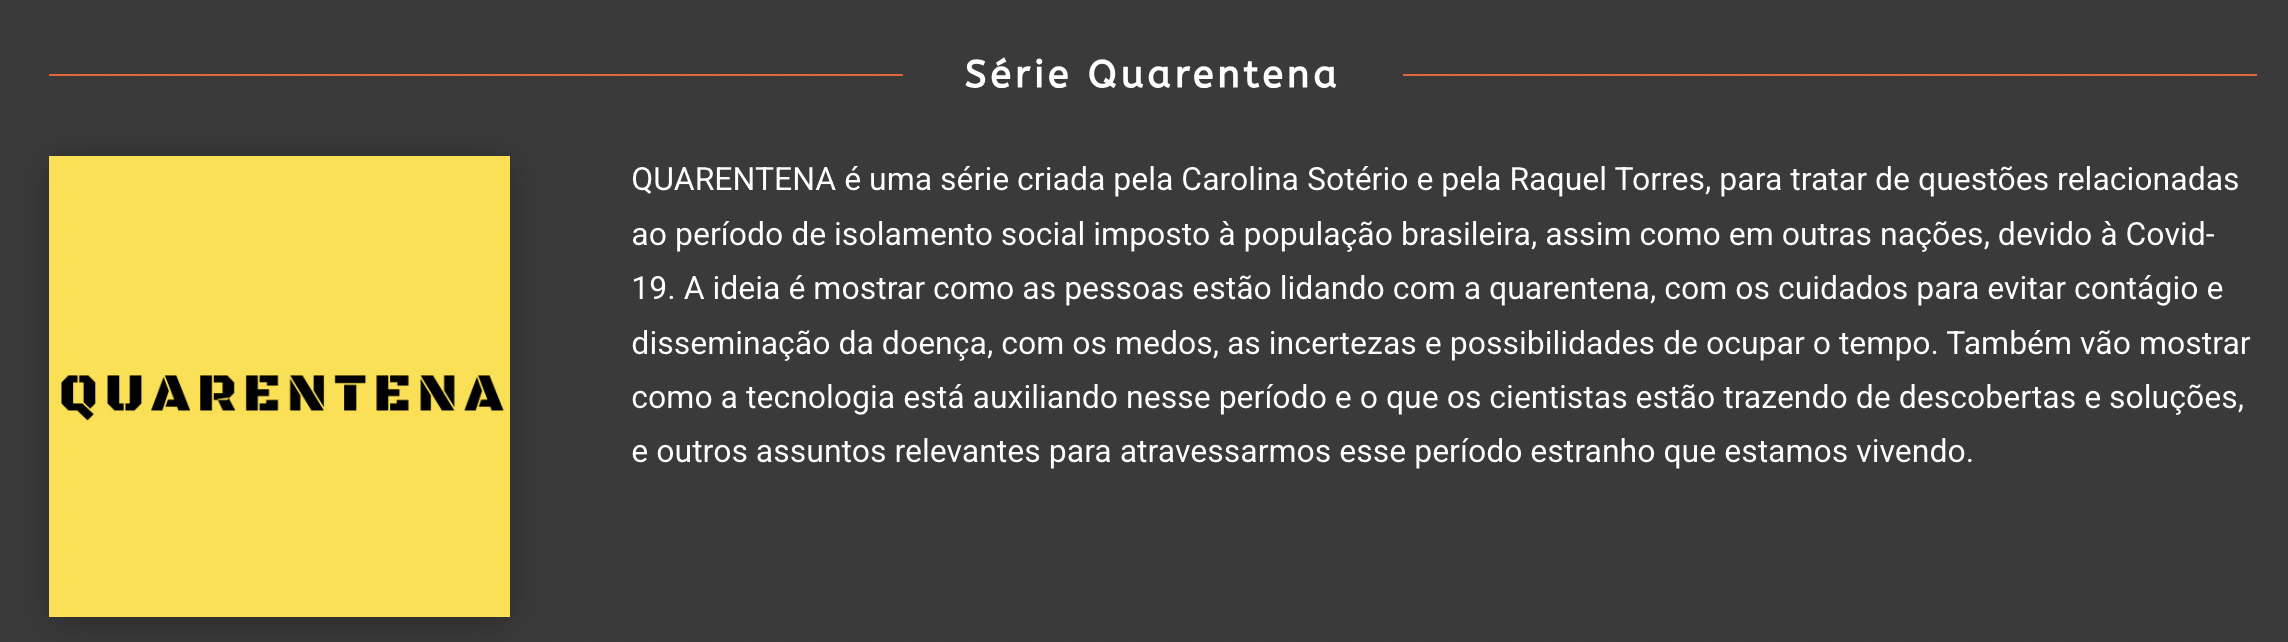 Série Quarentena
QUARENTENA
QUARENTENA é uma série criada pela Carolina Sotério e pela Raquel Torres, para tratar de questões relacionadas
ao período de isolamento social imposto à população brasileira, assim como em outras nações, devido à Covid-
19. A ideia é mostrar como as pessoas estão lidando com a quarentena, com os cuidados para evitar contágio e
disseminação da doença, com os medos, as incertezas e possibilidades de ocupar o tempo. Também vão mostrar
como a tecnologia está auxiliando nesse período e o que os cientistas estão trazendo de descobertas e soluções,
e outros assuntos relevantes para atravessarmos esse período estranho que estamos vivendo.